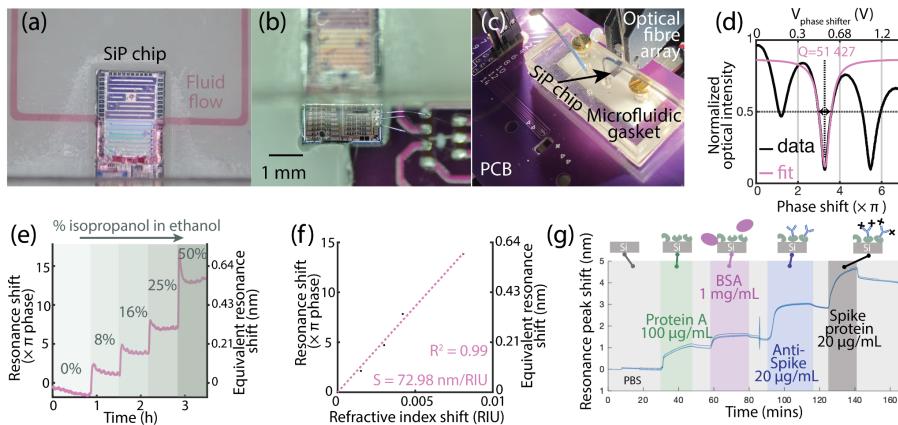 (a)
SiP chip
Fluid
flow
(b)
1 mm
(c)
Optical
fibre
array
SiP chip
Microfluidic
gasket
PCB
(d)
V phase shifter (V)
0 0.3 0.68 1.2
Q=51 427
Normalized
optical intensity
1
0.5
0
data
fit
0 2 4 6
Phase shift (× π)
(e)
% isopropanol in ethanol
Resonance shift
(× π phase)
15
10
5
0
0%
8%
16%
25%
50%
0.64
0.43
0.21
0
Equivalent resonance
shift (nm)
0 1 2 3
Time (h)
(f)
Resonance shift
(× π phase)
15
10
5
0
R² = 0.99
S = 72.98 nm/RIU
0.64
0.43
0.21
0
Equivalent resonance
shift (nm)
0 0.005 0.01
Refractive index shift (RIU)
(g)
Si Si Si Si Si
Resonance peak shift (nm)
5
4
3
2
1
0
-1
PBS
Protein A
100 µg/mL
BSA
1 mg/mL
Anti-
Spike
20 µg/mL
Spike
protein
20 µg/mL
0 20 40 60 80 100 120 140 160
Time (mins)